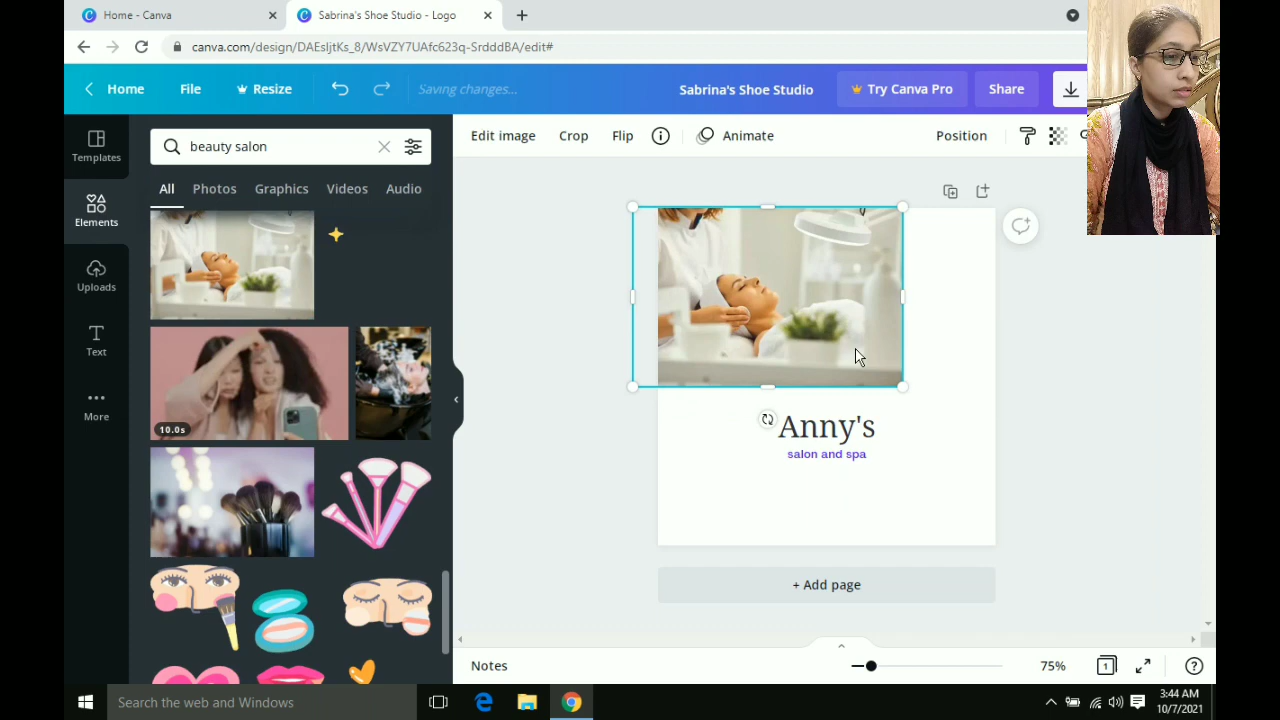 Home - Canva
Sabrina's Shoe Studio - Logo
canva.com/design/DAEsIjtKs_8/WsVZY7UAfc623q-SrdddBA/edit#
Home
File
Resize
Saving changes...
Sabrina's Shoe Studio
Try Canva Pro
Share
Templates
Elements
Uploads
Text
More
beauty salon
All
Photos
Graphics
Videos
Audio
10.0s
Edit image
Crop
Flip
Animate
Position
Anny's
salon and spa
+ Add page
Notes
75%
1
Search the web and Windows
3:44 AM
10/7/2021